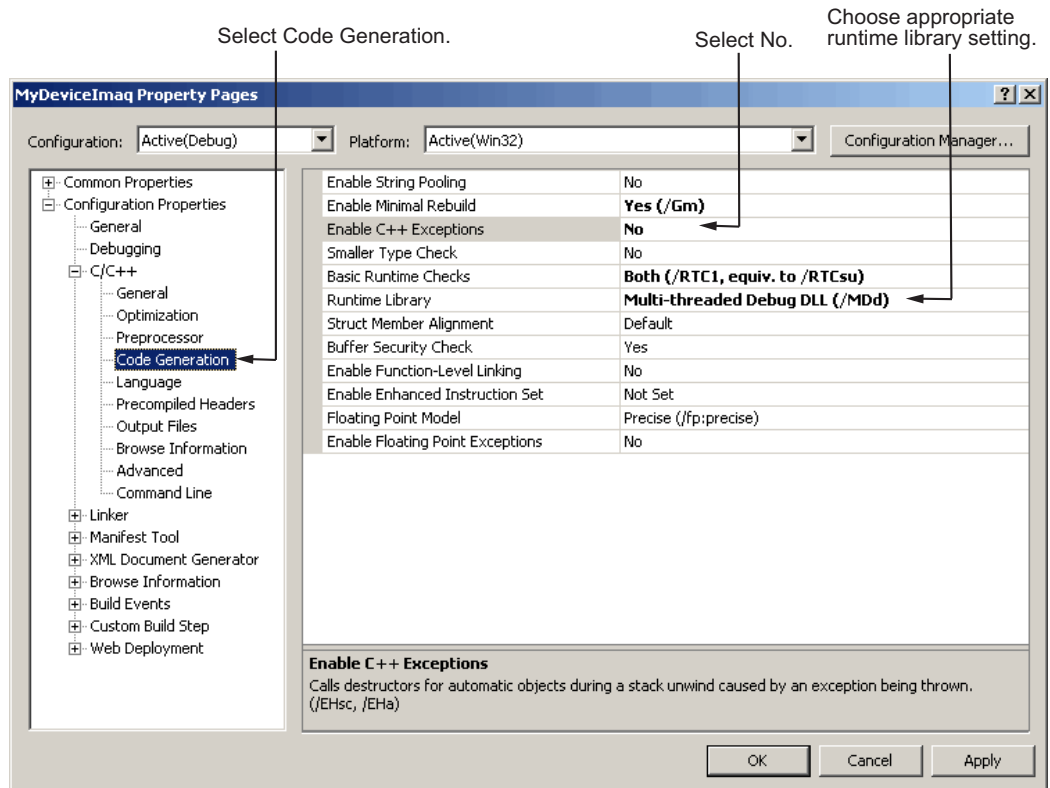 Select Code Generation.
Select No.
Choose appropriate
runtime library setting.
MyDeviceImaq Property Pages
Configuration: Active(Debug) Platform: Active(Win32) Configuration Manager...
Common Properties
Configuration Properties
General
Debugging
C/C++
General
Optimization
Preprocessor
Code Generation
Language
Precompiled Headers
Output Files
Browse Information
Advanced
Command Line
Linker
Manifest Tool
XML Document Generator
Browse Information
Build Events
Custom Build Step
Web Deployment
Enable String Pooling No
Enable Minimal Rebuild Yes (/Gm)
Enable C++ Exceptions No
Smaller Type Check No
Basic Runtime Checks Both (/RTC1, equiv. to /RTCsu)
Runtime Library Multi-threaded Debug DLL (/MDd)
Struct Member Alignment Default
Buffer Security Check Yes
Enable Function-Level Linking No
Enable Enhanced Instruction Set Not Set
Floating Point Model Precise (/fp:precise)
Enable Floating Point Exceptions No
Enable C++ Exceptions
Calls destructors for automatic objects during a stack unwind caused by an exception being thrown.
(/EHsc, /EHa)
OK Cancel Apply